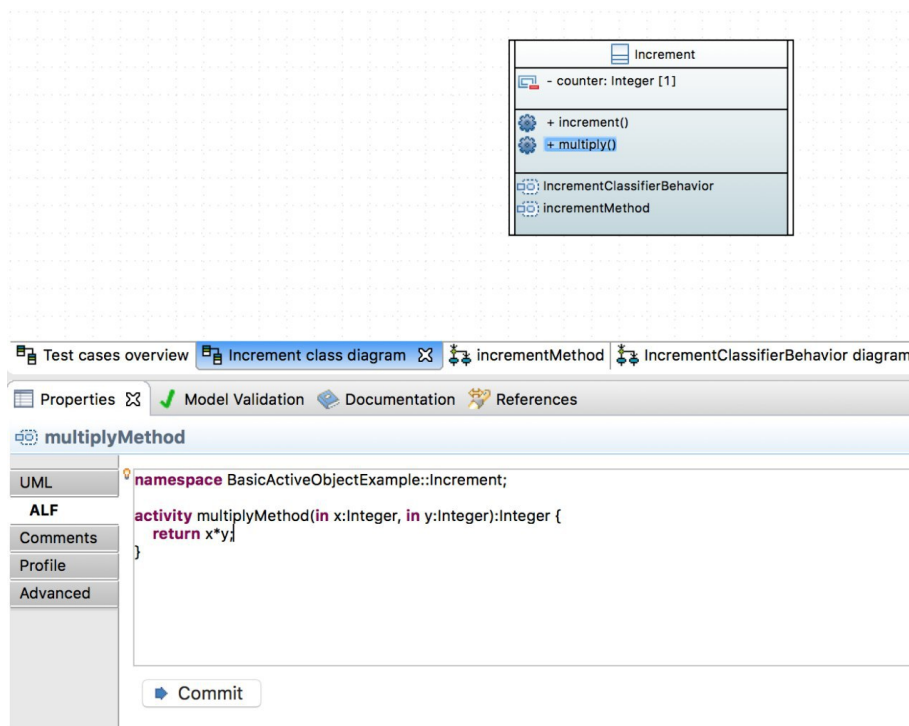 Increment
- counter: Integer [1]
+ increment()
+ multiply()
IncrementClassifierBehavior
incrementMethod
Test cases overview Increment class diagram incrementMethod IncrementClassifierBehavior diagram
Properties Model Validation Documentation References
multiplyMethod
UML
ALF
Comments
Profile
Advanced
namespace BasicActiveObjectExample::Increment;
activity multiplyMethod(in x:Integer, in y:Integer):Integer {
return x*y;
}
Commit